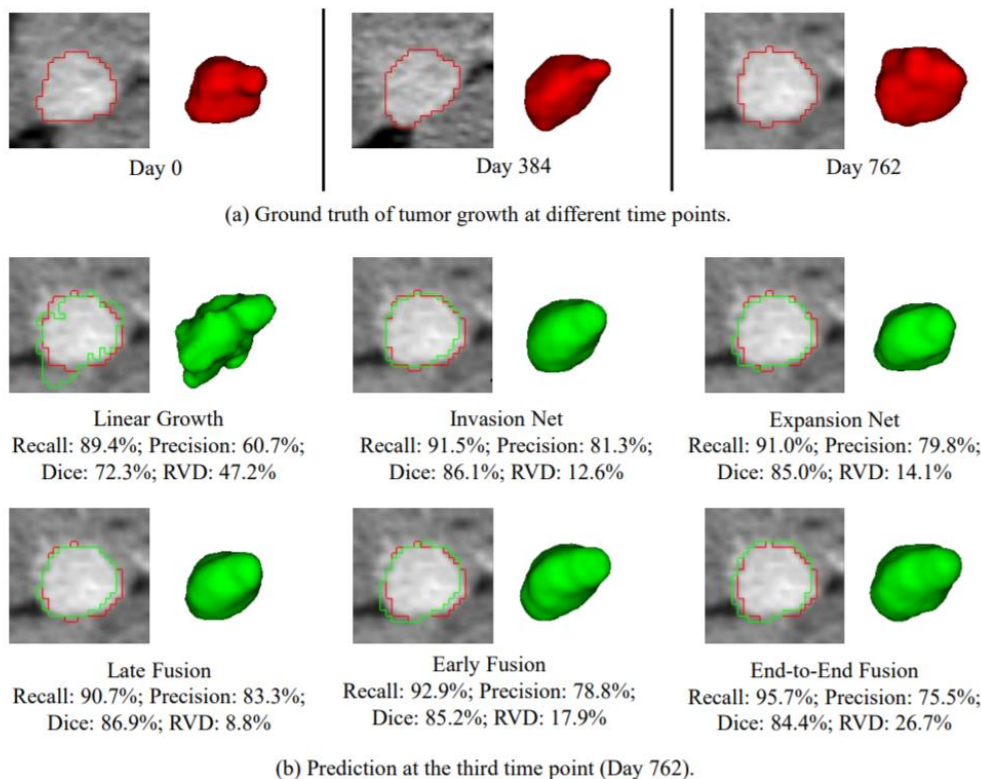 Day 0
Day 384
Day 762
(a) Ground truth of tumor growth at different time points.
Linear Growth
Recall: 89.4%; Precision: 60.7%;
Dice: 72.3%; RVD: 47.2%
Invasion Net
Recall: 91.5%; Precision: 81.3%;
Dice: 86.1%; RVD: 12.6%
Expansion Net
Recall: 91.0%; Precision: 79.8%;
Dice: 85.0%; RVD: 14.1%
Late Fusion
Recall: 90.7%; Precision: 83.3%;
Dice: 86.9%; RVD: 8.8%
Early Fusion
Recall: 92.9%; Precision: 78.8%;
Dice: 85.2%; RVD: 17.9%
End-to-End Fusion
Recall: 95.7%; Precision: 75.5%;
Dice: 84.4%; RVD: 26.7%
(b) Prediction at the third time point (Day 762).